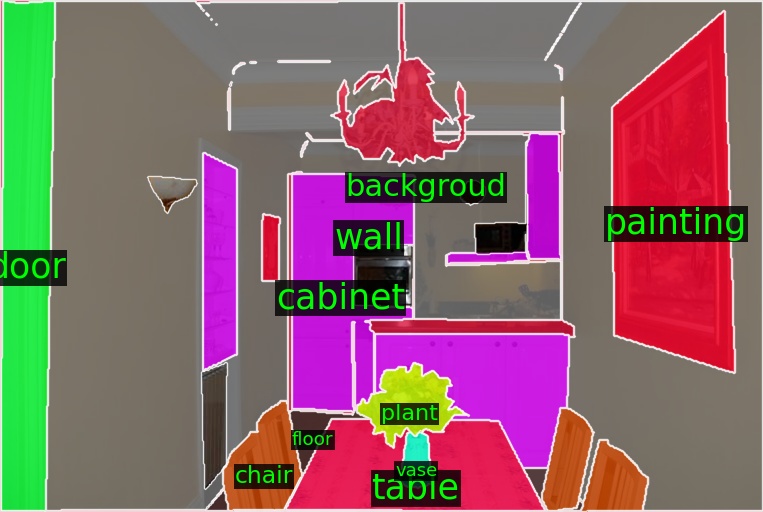 backgroud
painting
wall
door
cabinet
plant
floor
vase
chair
table